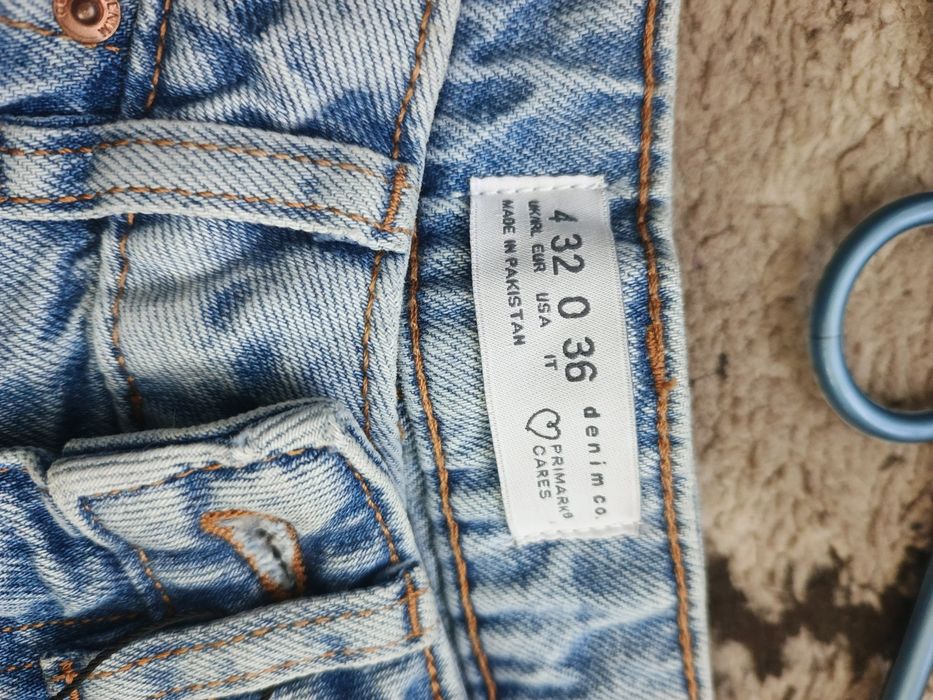 4 32 0 36
UK/IRL EUR USA IT
MADE IN PAKISTAN
denim co.
PRIMARK®
CARES